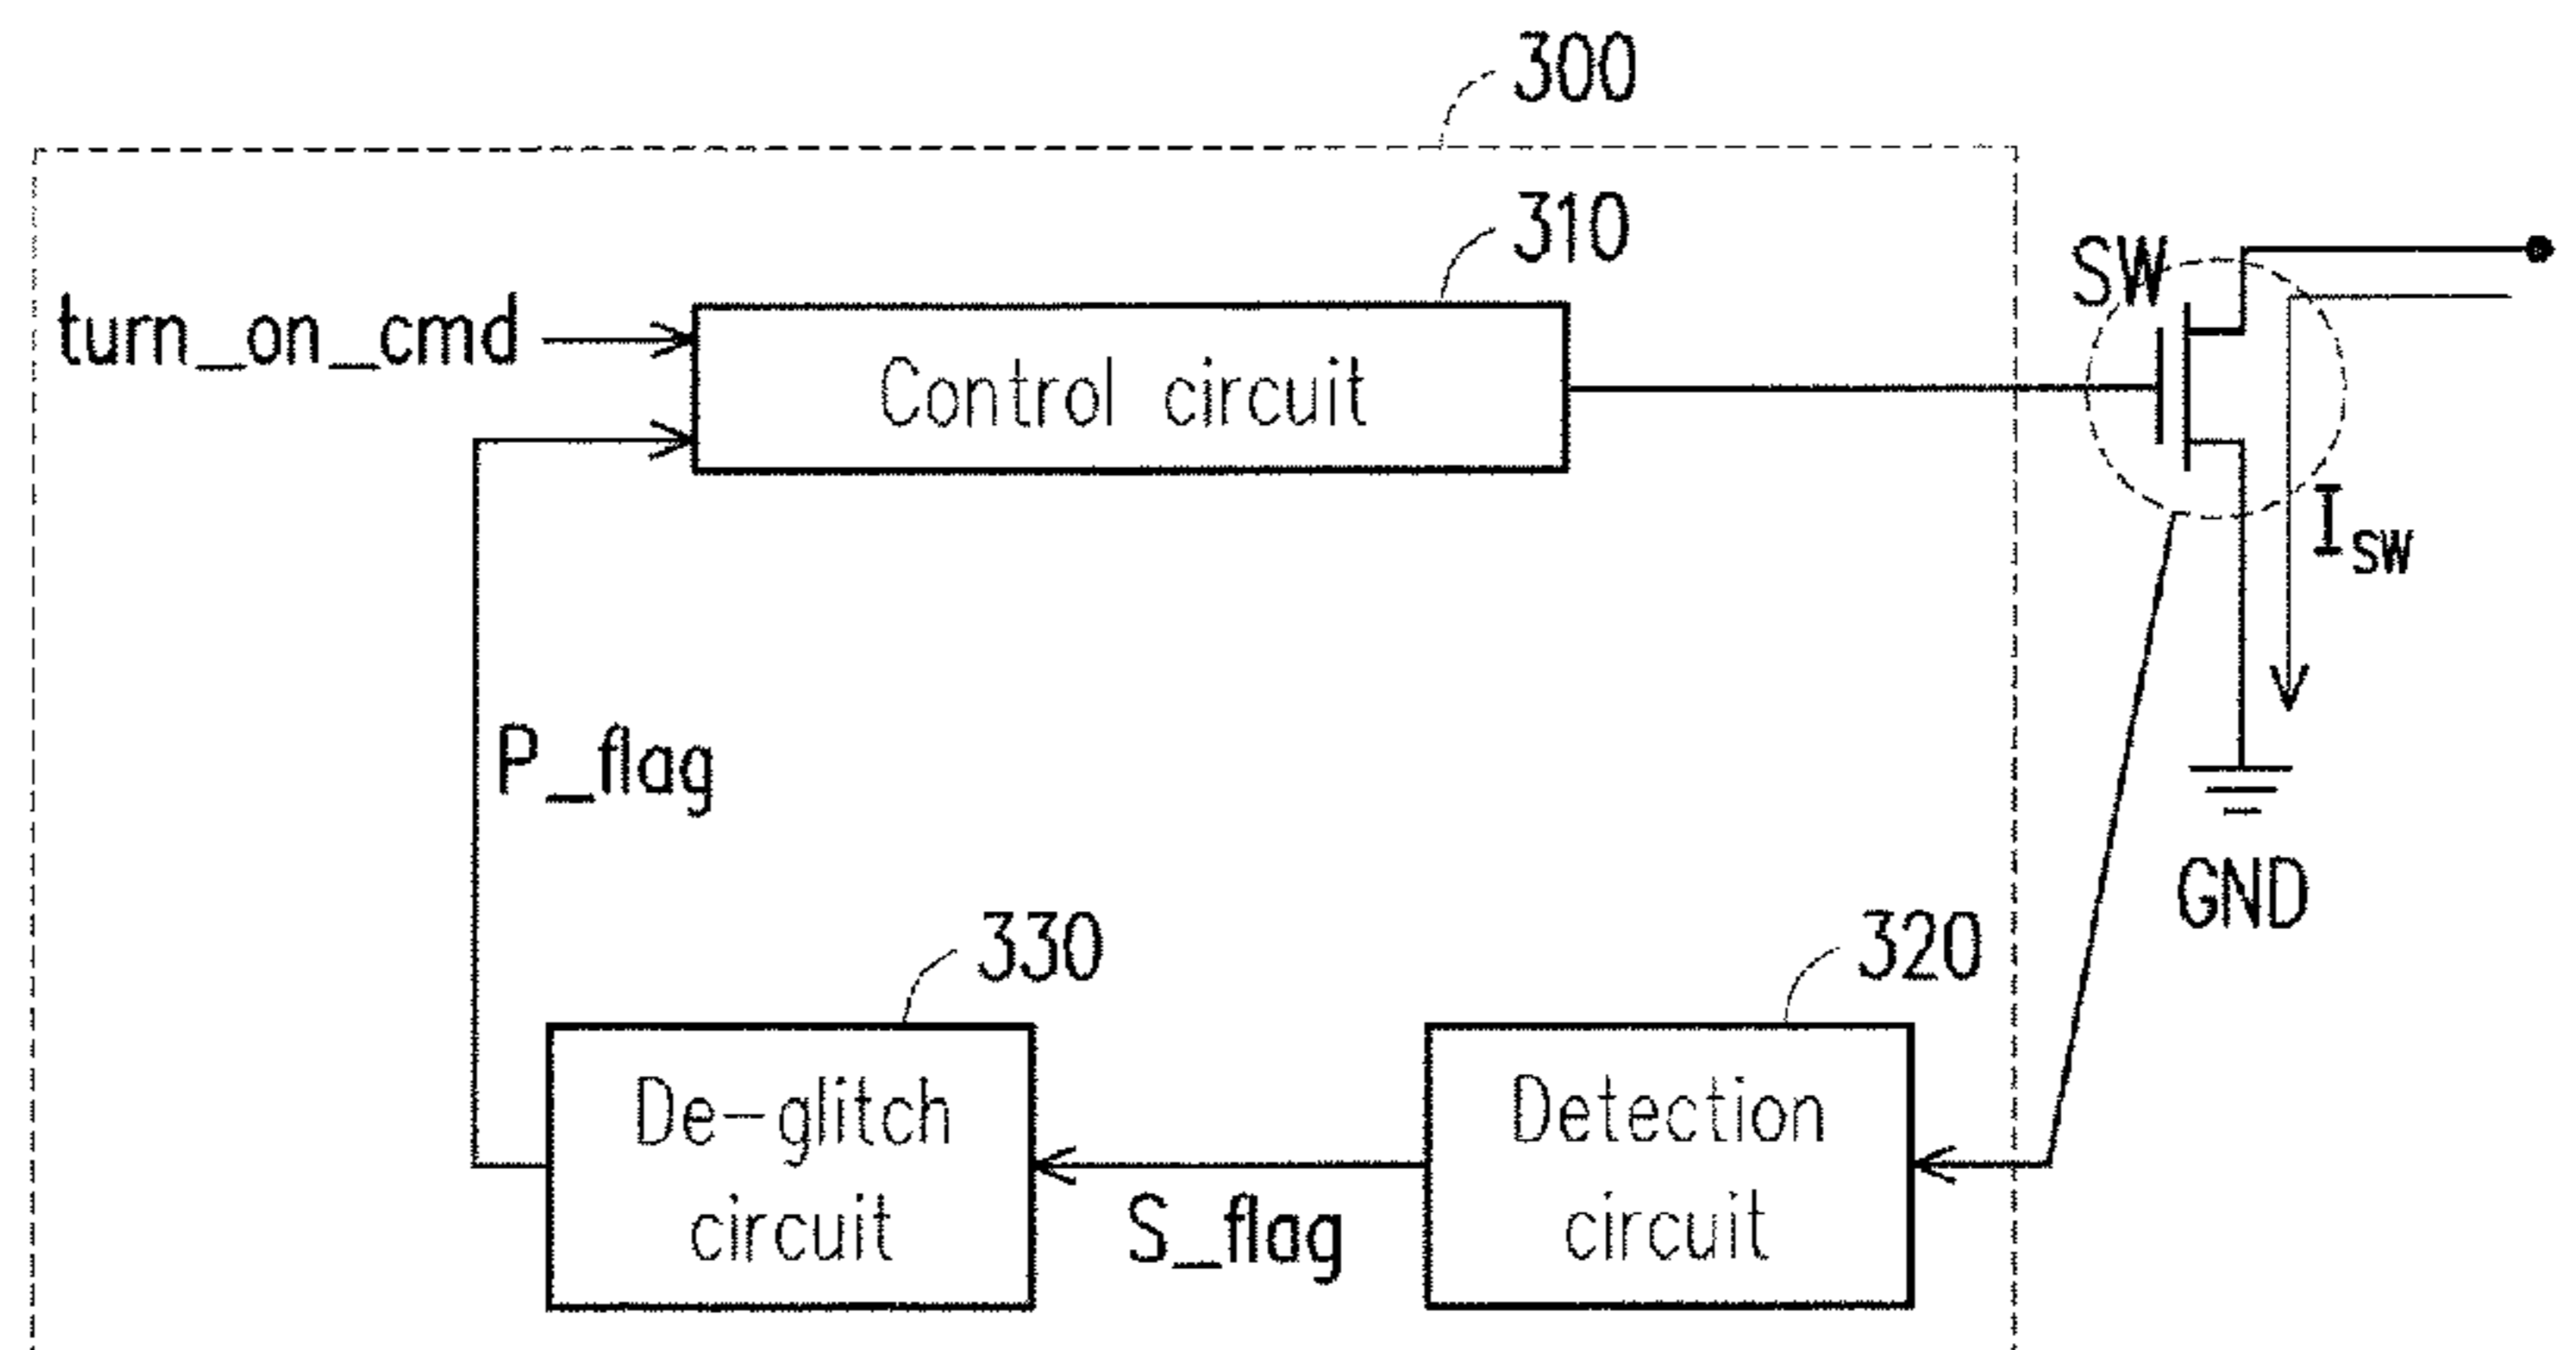 300
310
SW
turn_on_cmd
Control circuit
I_SW
P_flag
GND
330
320
De-glitch
circuit
Detection
circuit
S_flag